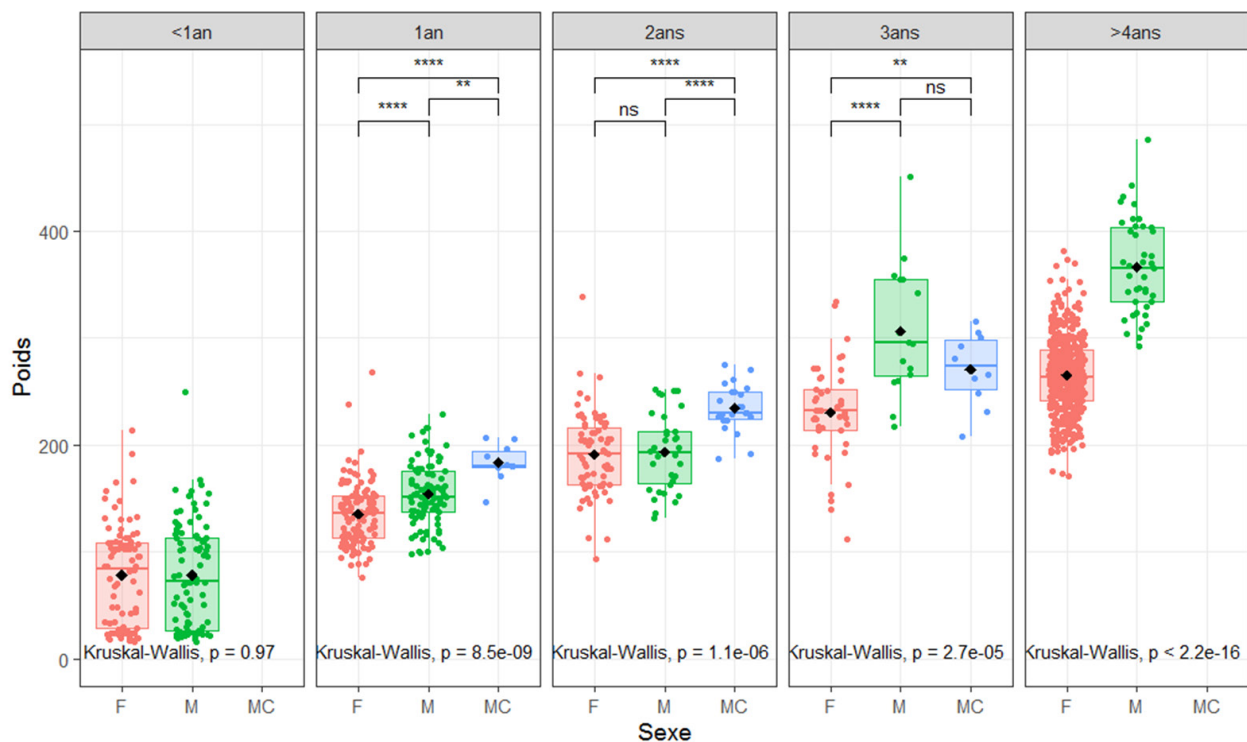 <1an 1an 2ans 3ans >4ans
**** **** **
** **** ns
**** ns ****
400
200
0
Poids
Kruskal-Wallis, p = 0.97 Kruskal-Wallis, p = 8.5e-09 Kruskal-Wallis, p = 1.1e-06 Kruskal-Wallis, p = 2.7e-05 Kruskal-Wallis, p < 2.2e-16
F M MC F M MC F M MC F M MC F M MC
Sexe